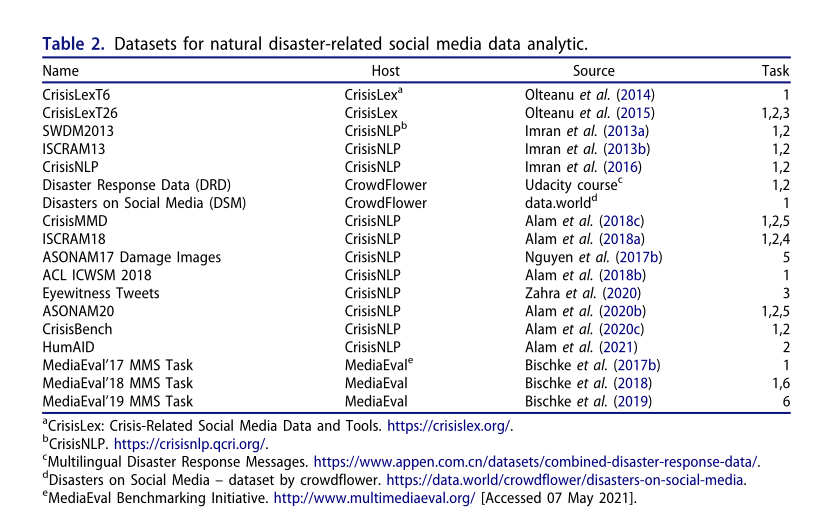 Table 2. Datasets for natural disaster-related social media data analytic.
Name Host Source Task
CrisisLexT6 CrisisLexa Olteanu et al. (2014) 1
CrisisLexT26 CrisisLex Olteanu et al. (2015) 1,2,3
SWDM2013 CrisisNLPb Imran et al. (2013a) 1,2
ISCRAM13 CrisisNLP Imran et al. (2013b) 1,2
CrisisNLP CrisisNLP Imran et al. (2016) 1,2
Disaster Response Data (DRD) CrowdFlower Udacity coursec 1,2
Disasters on Social Media (DSM) CrowdFlower data.worldd 1
CrisisMMD CrisisNLP Alam et al. (2018c) 1,2,5
ISCRAM18 CrisisNLP Alam et al. (2018a) 1,2,4
ASONAM17 Damage Images CrisisNLP Nguyen et al. (2017b) 5
ACL ICWSM 2018 CrisisNLP Alam et al. (2018b) 1
Eyewitness Tweets CrisisNLP Zahra et al. (2020) 3
ASONAM20 CrisisNLP Alam et al. (2020b) 1,2,5
CrisisBench CrisisNLP Alam et al. (2020c) 1,2
HumAID CrisisNLP Alam et al. (2021) 2
MediaEval'17 MMS Task MediaEvale Bischke et al. (2017b) 1
MediaEval'18 MMS Task MediaEval Bischke et al. (2018) 1,6
MediaEval'19 MMS Task MediaEval Bischke et al. (2019) 6
aCrisisLex: Crisis-Related Social Media Data and Tools. https://crisislex.org/.
bCrisisNLP. https://crisisnlp.qcri.org/.
cMultilingual Disaster Response Messages. https://www.appen.com.cn/datasets/combined-disaster-response-data/.
dDisasters on Social Media – dataset by crowdflower. https://data.world/crowdflower/disasters-on-social-media.
eMediaEval Benchmarking Initiative. http://www.multimediaeval.org/ [Accessed 07 May 2021].